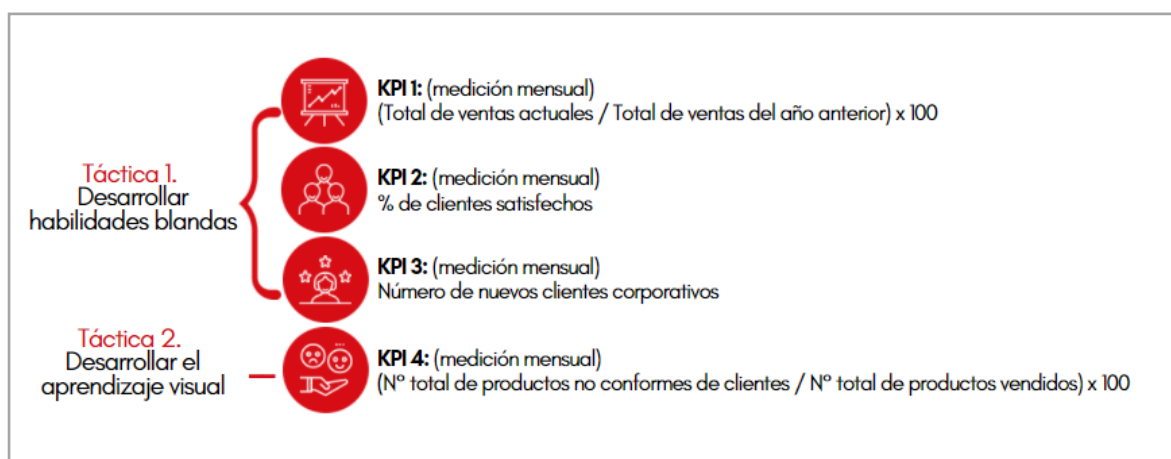 Táctica 1.
Desarrollar
habilidades blandas
KPI 1: (medición mensual)
(Total de ventas actuales / Total de ventas del año anterior) x 100
KPI 2: (medición mensual)
% de clientes satisfechos
KPI 3: (medición mensual)
Número de nuevos clientes corporativos
Táctica 2.
Desarrollar el
aprendizaje visual
KPI 4: (medición mensual)
(N° total de productos no conformes de clientes / N° total de productos vendidos) x 100